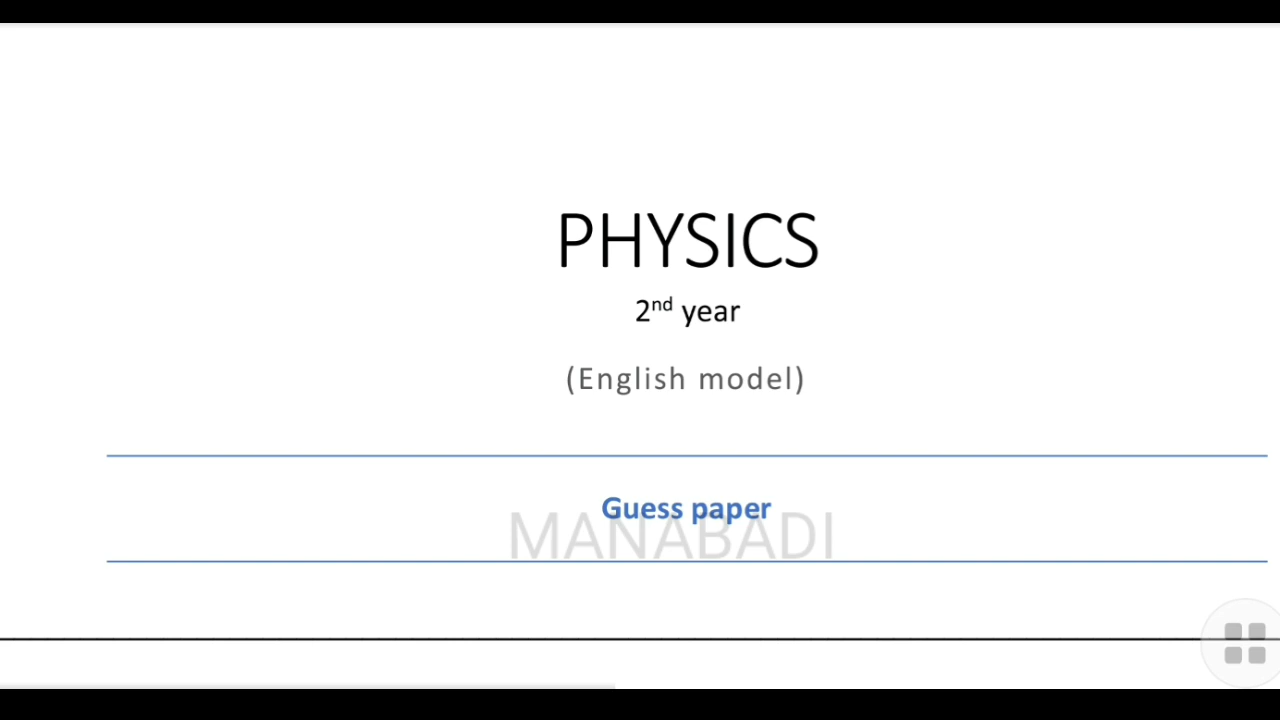 PHYSICS
2nd year
(English model)
Guess paper
MANABADI